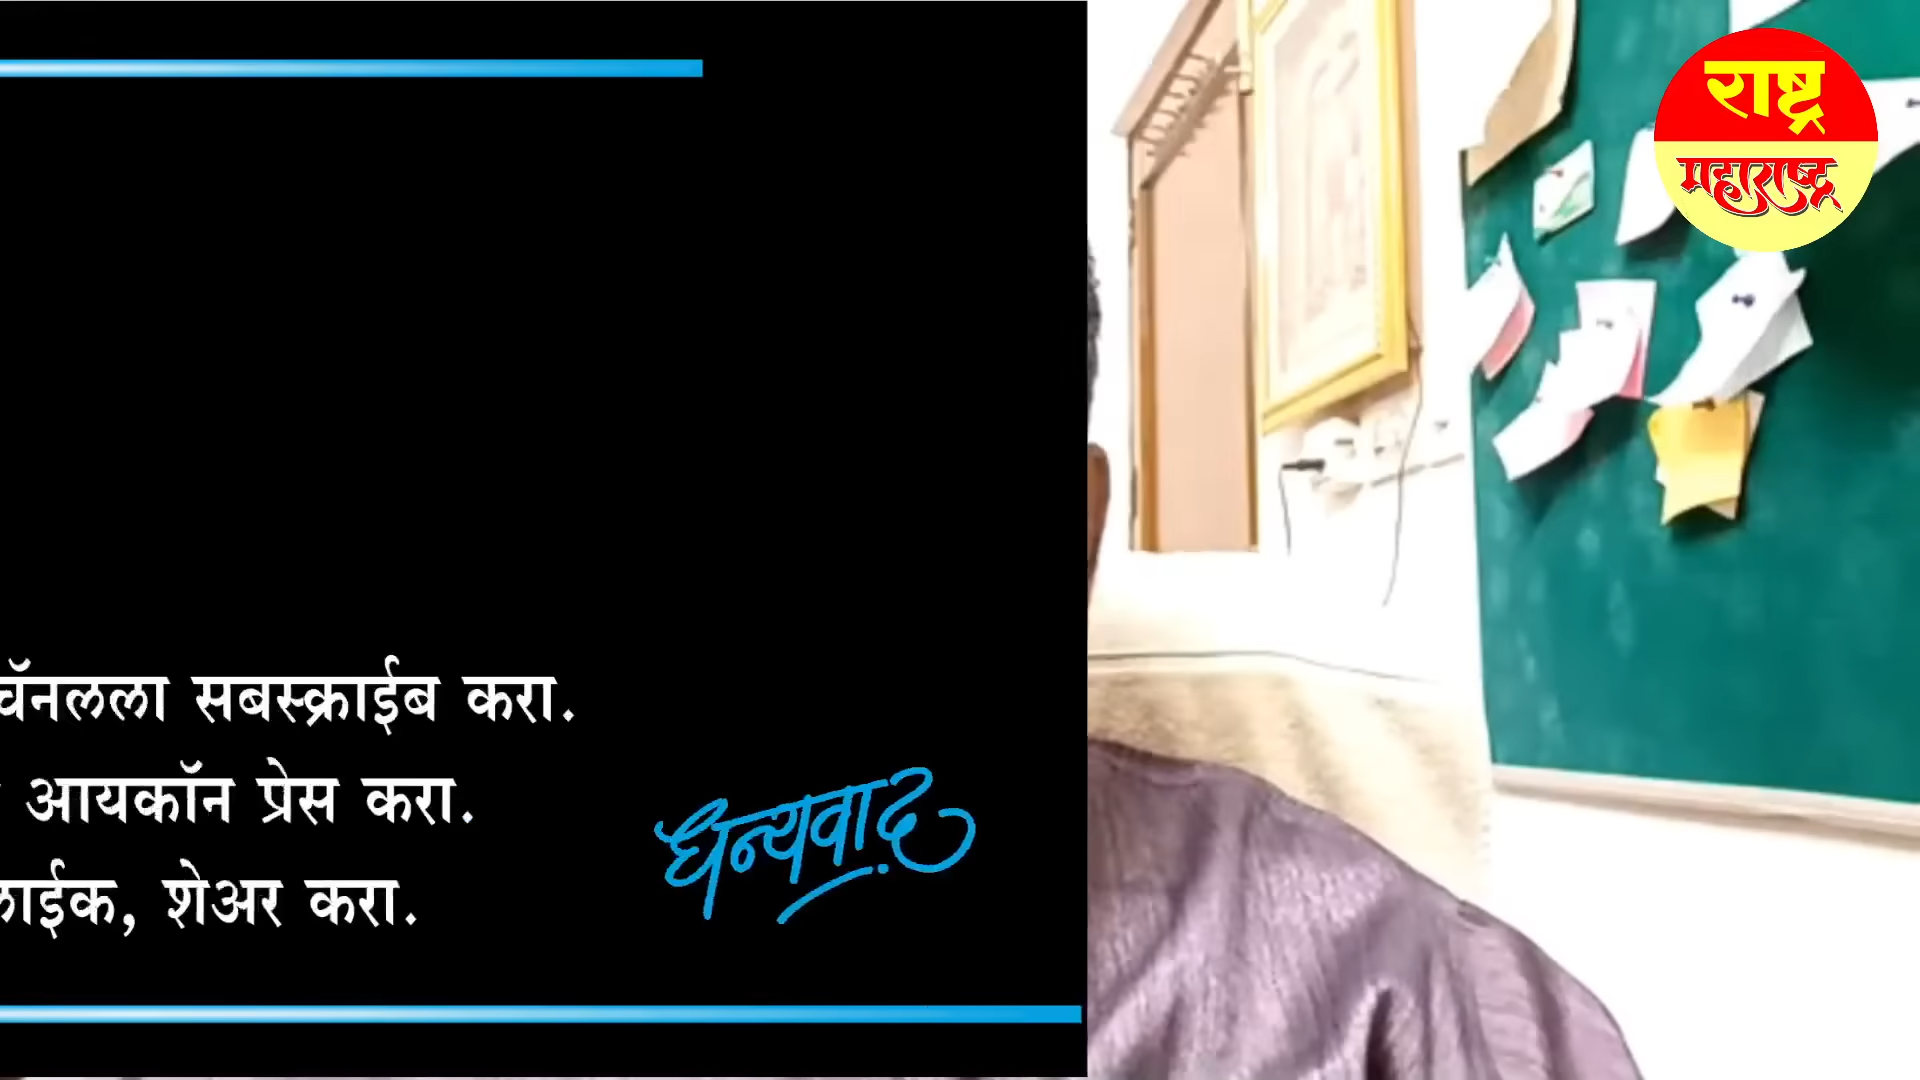 राष्ट्र
महाराष्ट्र
चॅनलला सबस्क्राईब करा.
आयकॉन प्रेस करा.
लाईक, शेअर करा.
धन्यवाद